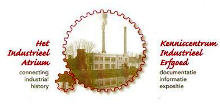 Het
Industrieel
Atrium
connecting
industrial
history
Kenniscentrum
Industrieel
Erfgoed
documentatie
informatie
expositie